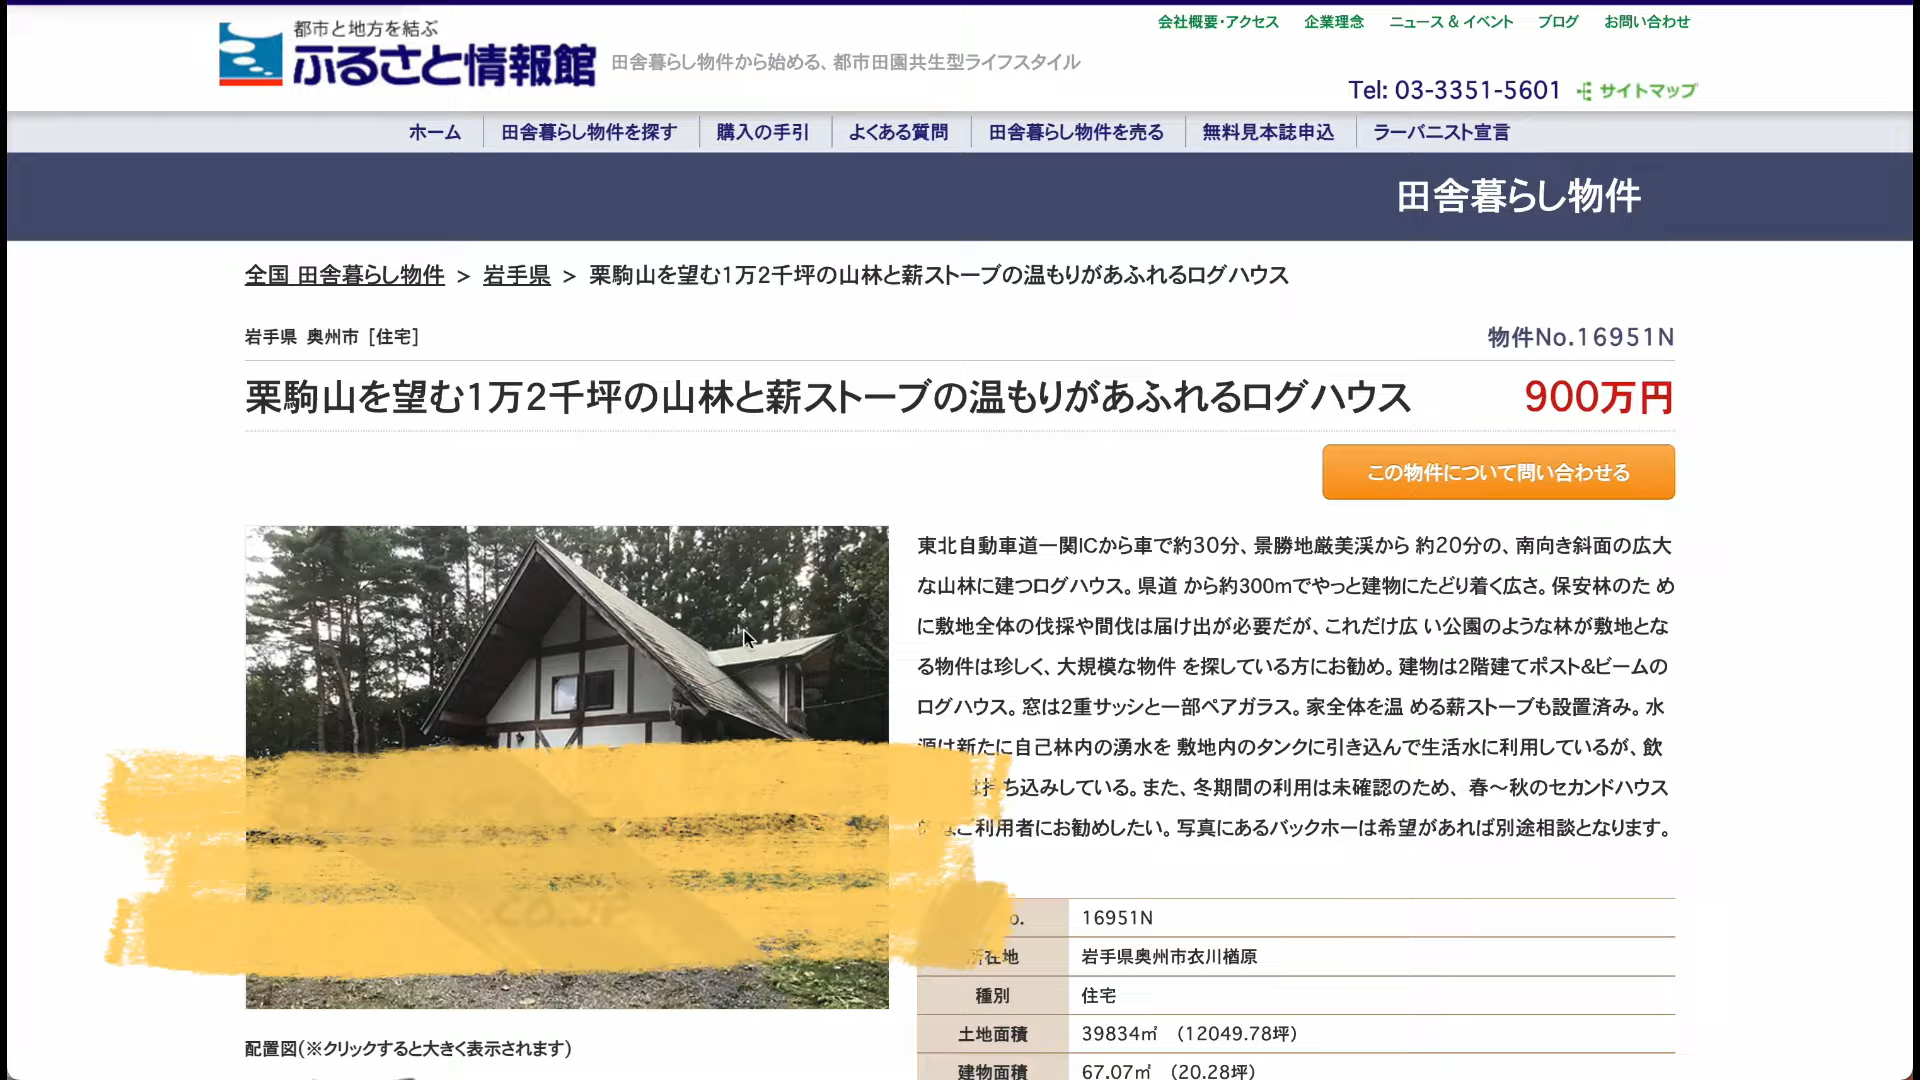 都市と地方を結ぶ
ふるさと情報館
田舎暮らし物件から始める、都市田園共生型ライフスタイル
会社概要・アクセス 企業理念 ニュース & イベント ブログ お問い合わせ
Tel: 03-3351-5601 サイトマップ
ホーム 田舎暮らし物件を探す 購入の手引 よくある質問 田舎暮らし物件を売る 無料見本誌申込 ラーバニスト宣言
田舎暮らし物件
全国 田舎暮らし物件 > 岩手県 > 栗駒山を望む1万2千坪の山林と薪ストーブの温もりがあふれるログハウス
岩手県 奥州市 [住宅]
物件No.16951N
栗駒山を望む1万2千坪の山林と薪ストーブの温もりがあふれるログハウス 900万円
この物件について問い合わせる
東北自動車道一関ICから車で約30分、景勝地厳美渓から 約20分の、南向き斜面の広大
な山林に建つログハウス。県道 から約300mでやっと建物にたどり着く広さ。保安林のた め
に敷地全体の伐採や間伐は届け出が必要だが、これだけ広 い公園のような林が敷地とな
る物件は珍しく、大規模な物件 を探している方にお勧め。建物は2階建てポスト&ビームの
ログハウス。窓は2重サッシと一部ペアガラス。家全体を温 める薪ストーブも設置済み。水
源は新たに自己林内の湧水を 敷地内のタンクに引き込んで生活水に利用しているが、飲
持ち込みしている。また、冬期間の利用は未確認のため、 春〜秋のセカンドハウス
ご利用者にお勧めしたい。写真にあるバックホーは希望があれば別途相談となります。
o. 16951N
所在地 岩手県奥州市衣川楢原
種別 住宅
土地面積 39834㎡ (12049.78坪)
建物面積 67.07㎡ (20.28坪)
配置図(※クリックすると大きく表示されます)
.CO.JP